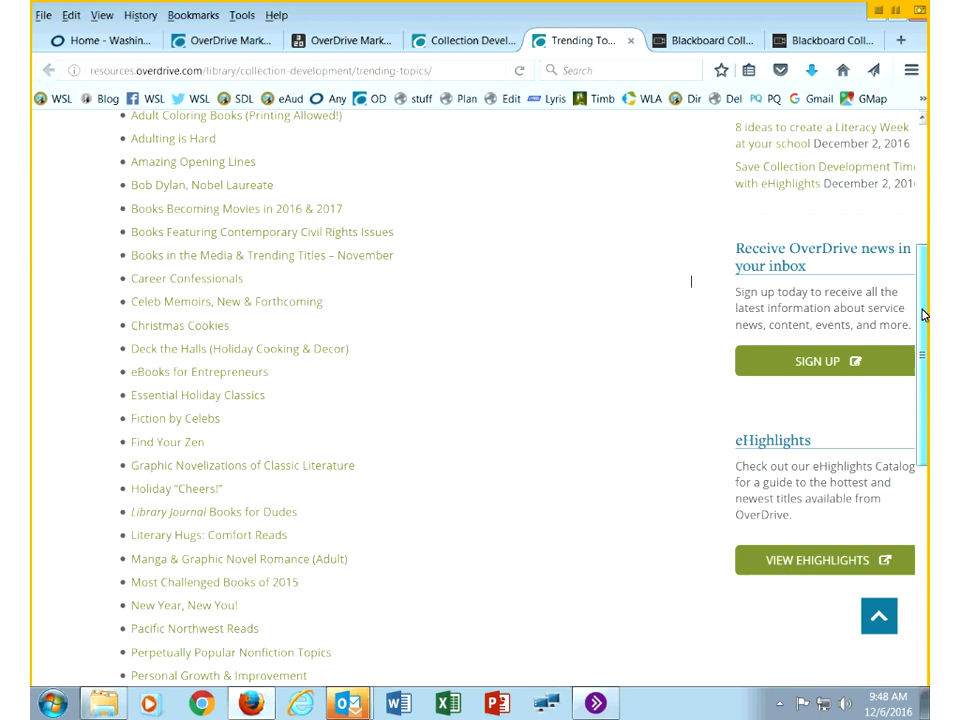 File Edit View History Bookmarks Tools Help
Home - Washin... OverDrive Mark... OverDrive Mark... Collection Devel... Trending To... × Blackboard Coll... Blackboard Coll... +
resources.overdrive.com/library/collection-development/trending-topics/ Search
WSL Blog WSL WSL SDL eAud Any OD stuff Plan Edit Lyris Timb WLA Dir Del PQ PQ Gmail GMap »
Adult Coloring Books (Printing Allowed!)
Adulting is Hard
Amazing Opening Lines
Bob Dylan, Nobel Laureate
Books Becoming Movies in 2016 & 2017
Books Featuring Contemporary Civil Rights Issues
Books in the Media & Trending Titles – November
Career Confessionals
Celeb Memoirs, New & Forthcoming
Christmas Cookies
Deck the Halls (Holiday Cooking & Decor)
eBooks for Entrepreneurs
Essential Holiday Classics
Fiction by Celebs
Find Your Zen
Graphic Novelizations of Classic Literature
Holiday “Cheers!”
Library Journal Books for Dudes
Literary Hugs: Comfort Reads
Manga & Graphic Novel Romance (Adult)
Most Challenged Books of 2015
New Year, New You!
Pacific Northwest Reads
Perpetually Popular Nonfiction Topics
Personal Growth & Improvement
8 ideas to create a Literacy Week
at your school December 2, 2016
Save Collection Development Tim
with eHighlights December 2, 201
Receive OverDrive news in
your inbox
Sign up today to receive all the
latest information about service
news, content, events, and more.
SIGN UP
eHighlights
Check out our eHighlights Catalog
for a guide to the hottest and
newest titles available from
OverDrive.
VIEW EHIGHLIGHTS
9:48 AM
12/6/2016